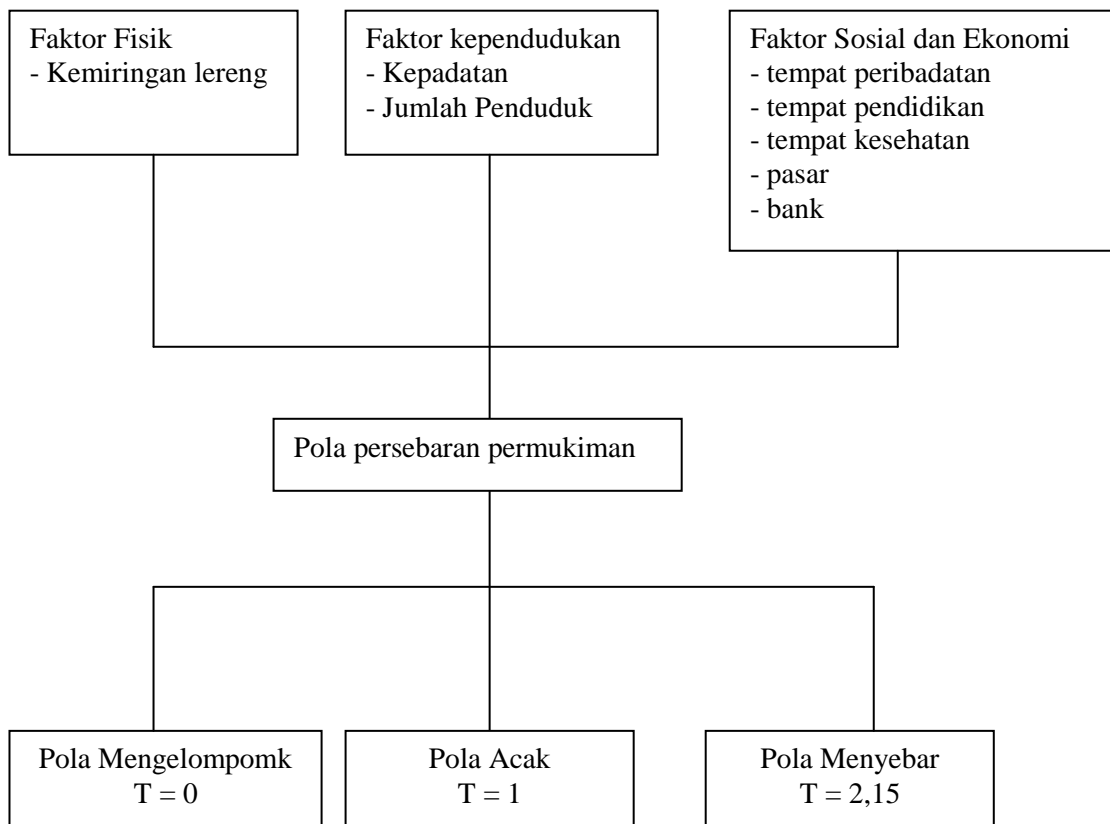 Faktor Fisik
- Kemiringan lereng
Faktor kependudukan
- Kepadatan
- Jumlah Penduduk
Faktor Sosial dan Ekonomi
- tempat peribadatan
- tempat pendidikan
- tempat kesehatan
- pasar
- bank
Pola persebaran permukiman
Pola Mengelompomk
T = 0
Pola Acak
T = 1
Pola Menyebar
T = 2,15